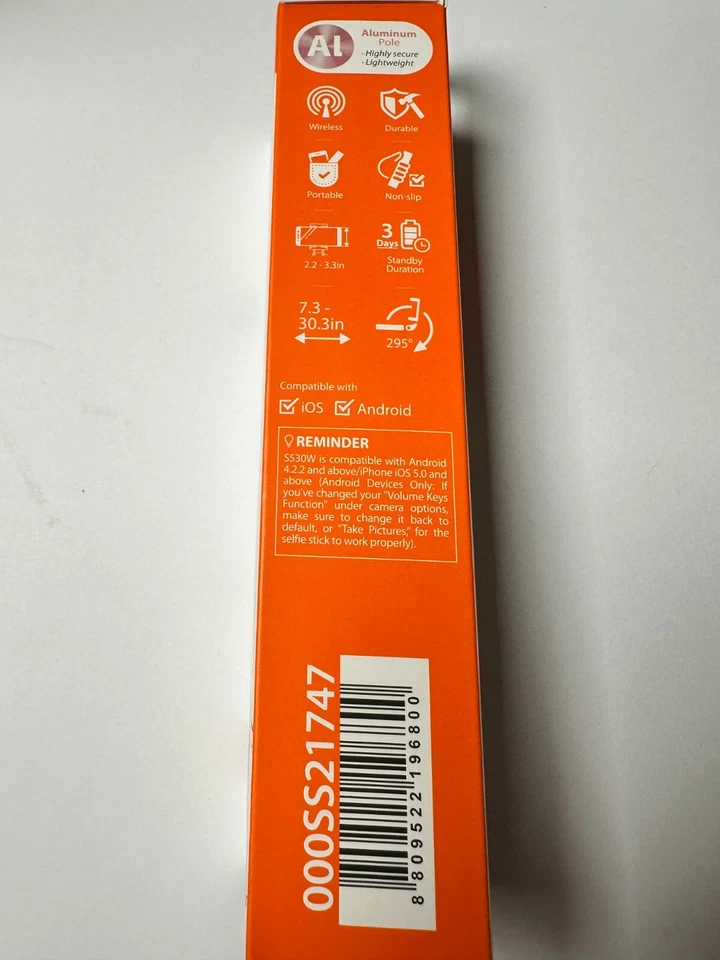 Al
Aluminum
Pole
- Highly secure
- Lightweight
Wireless
Durable
Portable
Non-slip
2.2 - 3.3in
3
Days
Standby
Duration
7.3 -
30.3in
295°
Compatible with
iOS Android
REMINDER
S530W is compatible with Android
4.2.2 and above/iPhone iOS 5.0 and
above (Android Devices Only: If
you've changed your "Volume Keys
Function" under camera options,
make sure to change it back to
default, or "Take Pictures," for the
selfie stick to work properly).
000SS21747
8 809522 196800